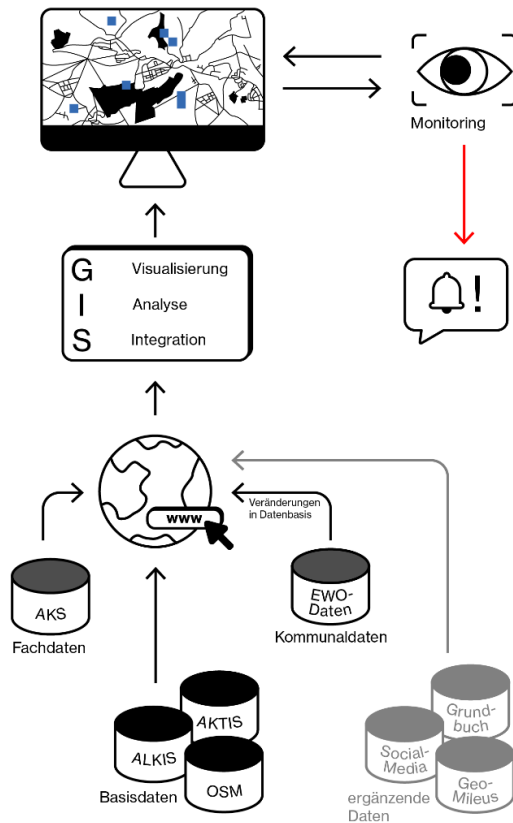 Monitoring
G Visualisierung
I Analyse
S Integration
!
www
Veränderungen
in Datenbasis
AKS
Fachdaten
EWO-
Daten
Kommunaldaten
AKTIS
ALKIS
OSM
Basisdaten
Grund-
buch
Social-
Media
Geo-
Mileus
ergänzende
Daten